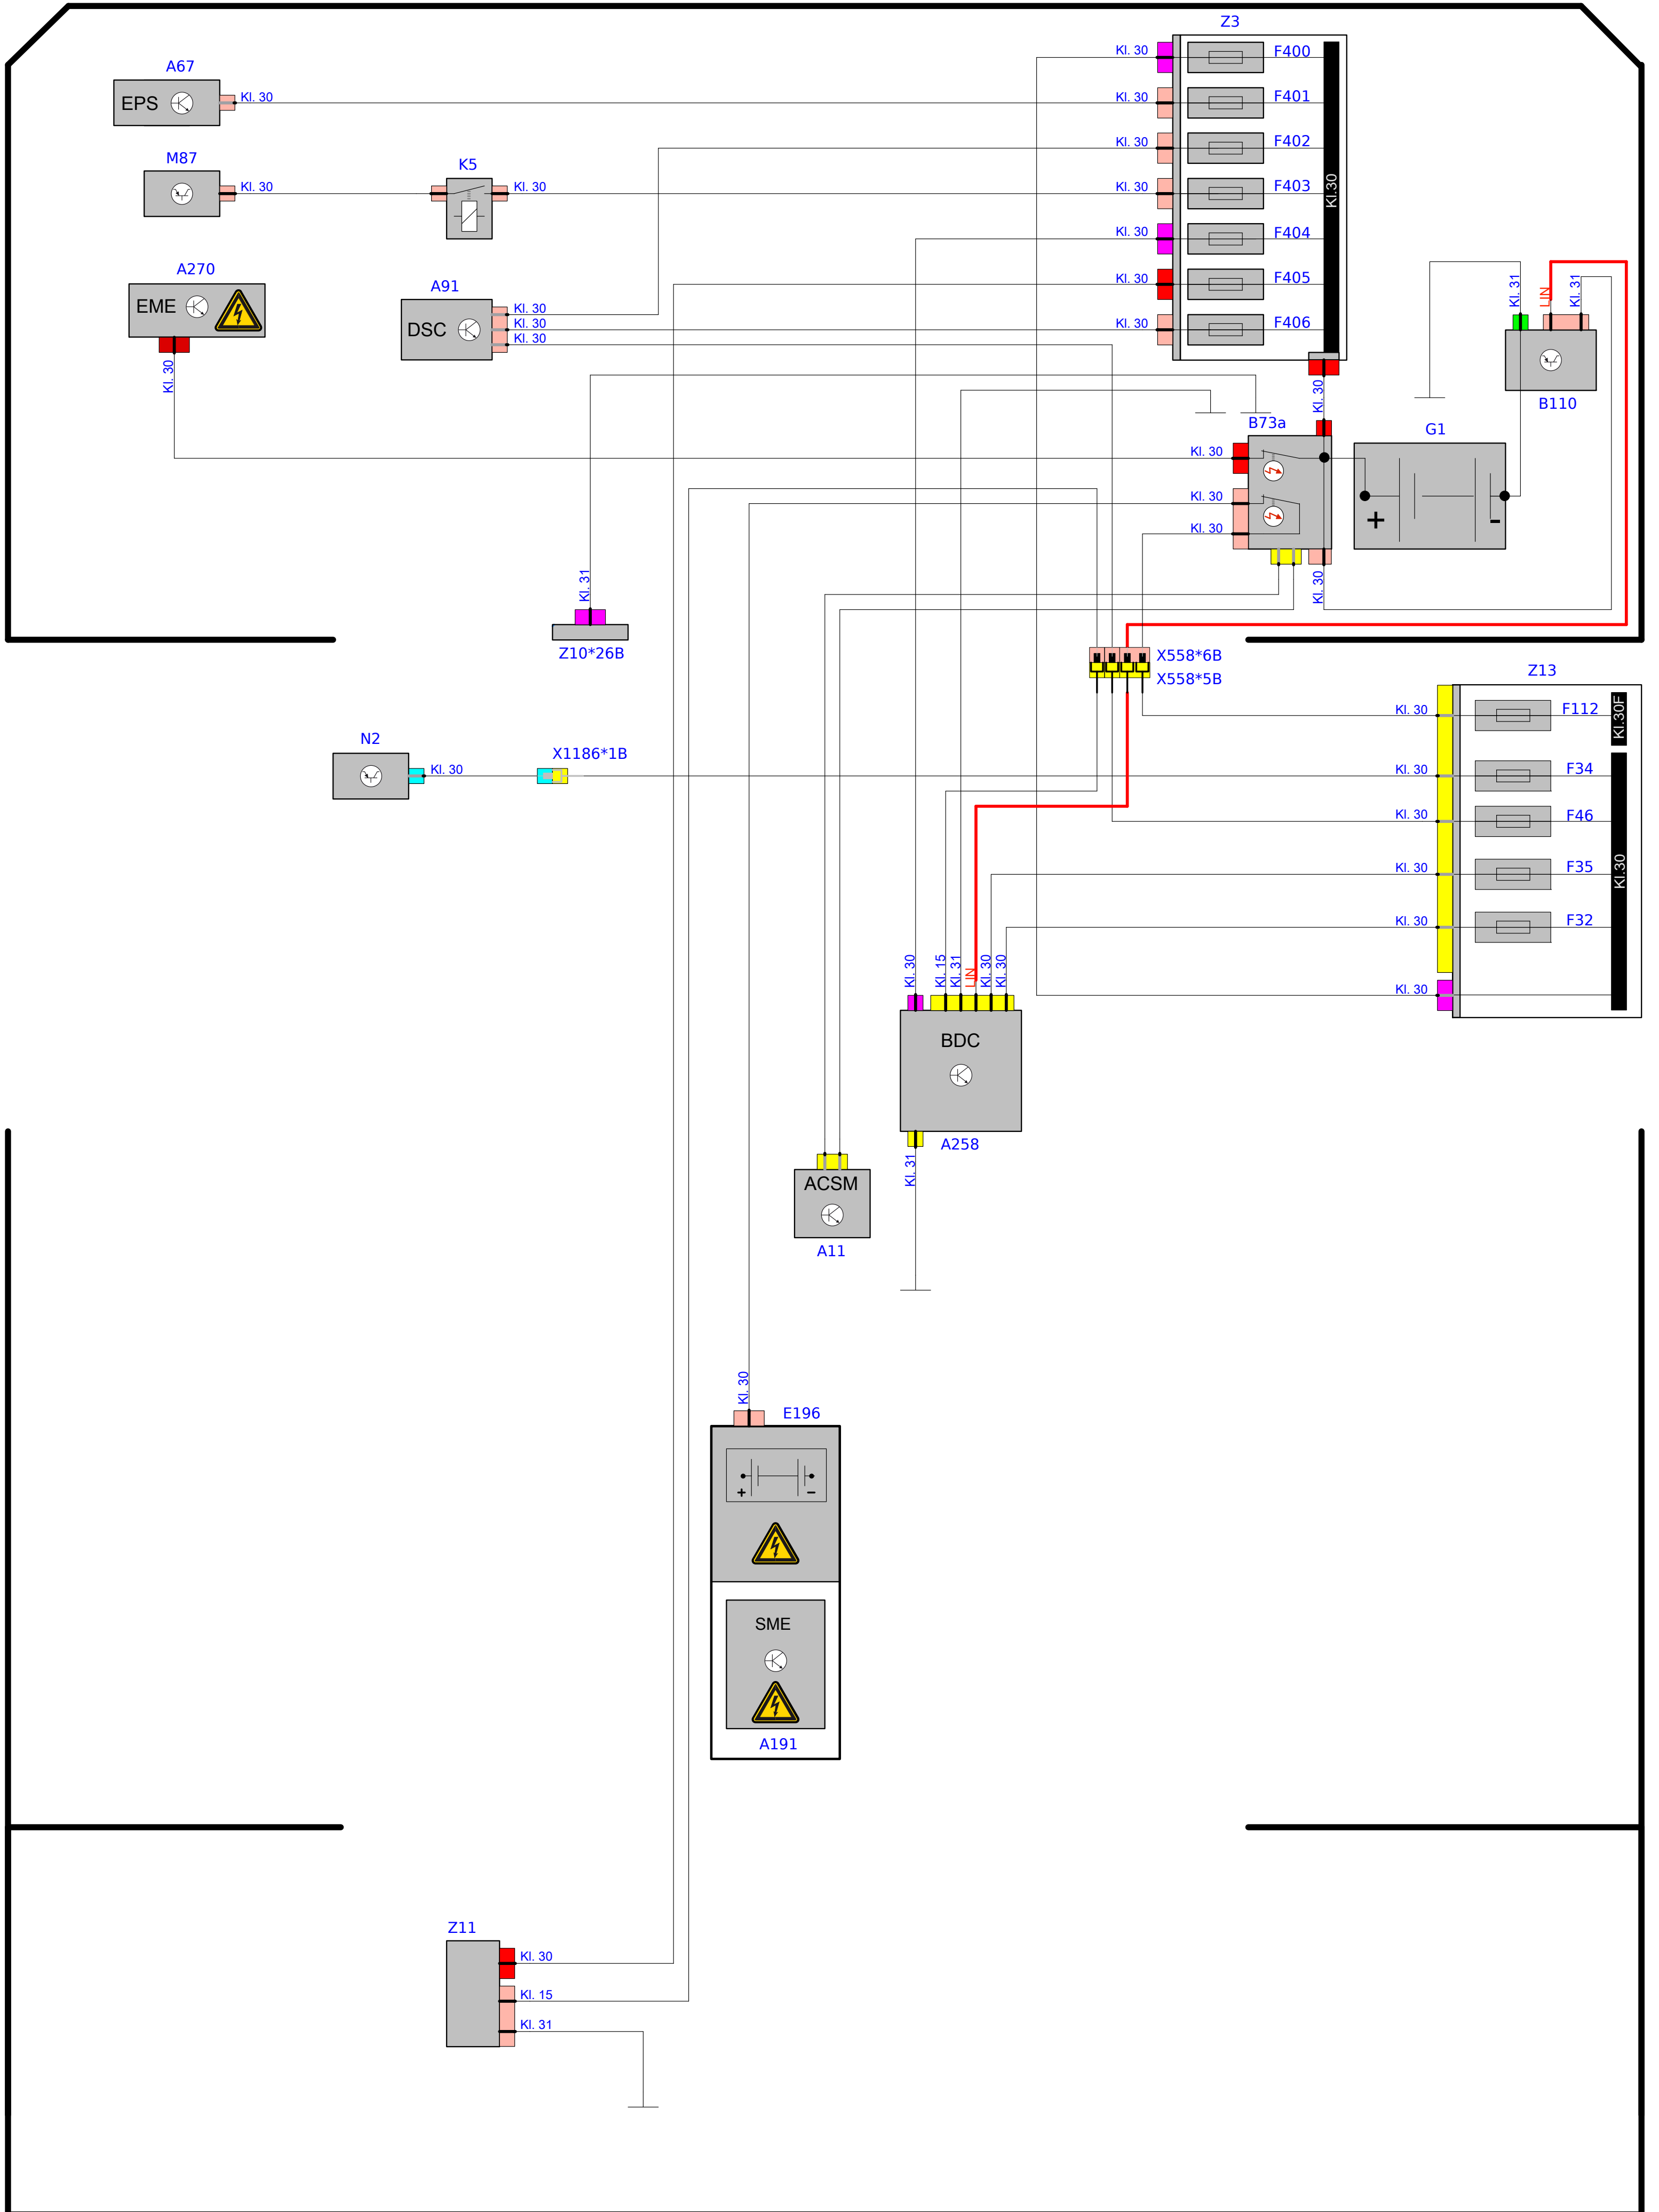 Z3
Kl. 30
F400
A67
EPS
Kl. 30
Kl. 30
F401
Kl. 30
F402
M87
Kl. 30
K5
Kl. 30
Kl. 30
F403
Kl.30
Kl. 30
F404
A270
EME
Kl. 30
A91
DSC
Kl. 30
Kl. 30
Kl. 30
Kl. 30
F405
Kl. 30
F406
Kl. 31
LIN
Kl. 31
B110
Kl. 30
B73a
G1
Kl. 30
Kl. 30
Kl. 30
+
-
Kl. 30
Kl. 31
Z10*26B
X558*6B
X558*5B
Z13
Kl. 30
F112
Kl.30F
N2
Kl. 30
X1186*1B
Kl. 30
F34
Kl. 30
F46
Kl. 30
F35
Kl.30
Kl. 30
F32
Kl. 30
Kl. 30
Kl. 15
Kl. 31
LIN
Kl. 30
Kl. 30
BDC
A258
Kl. 31
ACSM
A11
Kl. 30
E196
+
-
SME
A191
Z11
Kl. 30
Kl. 15
Kl. 31